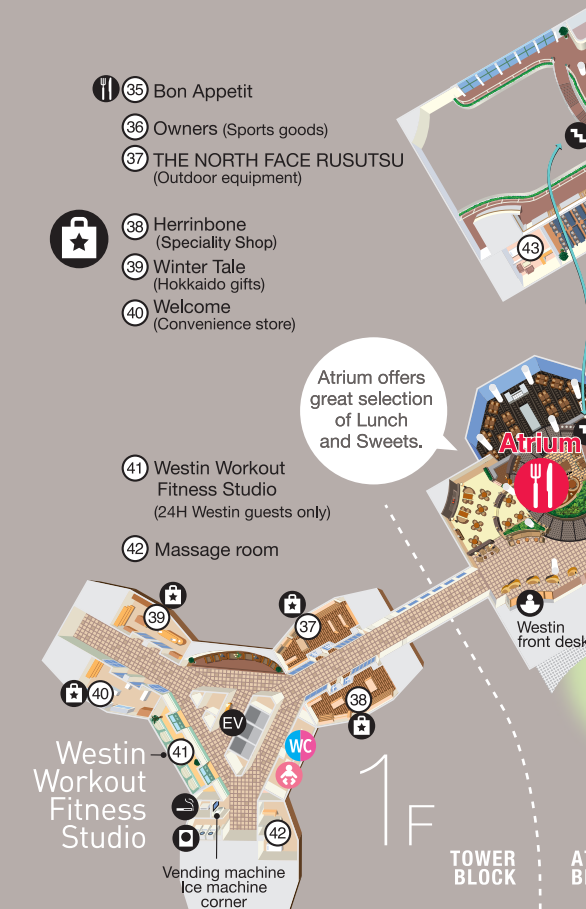 35 Bon Appetit
36 Owners (Sports goods)
37 THE NORTH FACE RUSUTSU
(Outdoor equipment)
38 Herrinbone
(Speciality Shop)
39 Winter Tale
(Hokkaido gifts)
40 Welcome
(Convenience store)
43
Atrium offers
great selection
of Lunch
and Sweets.
Atrium
41 Westin Workout
Fitness Studio
(24H Westin guests only)
42 Massage room
39
37
Westin
front desk
40
38
EV
WC
Westin
Workout
Fitness
Studio
41
42
1F
Vending machine
Ice machine
corner
TOWER
BLOCK